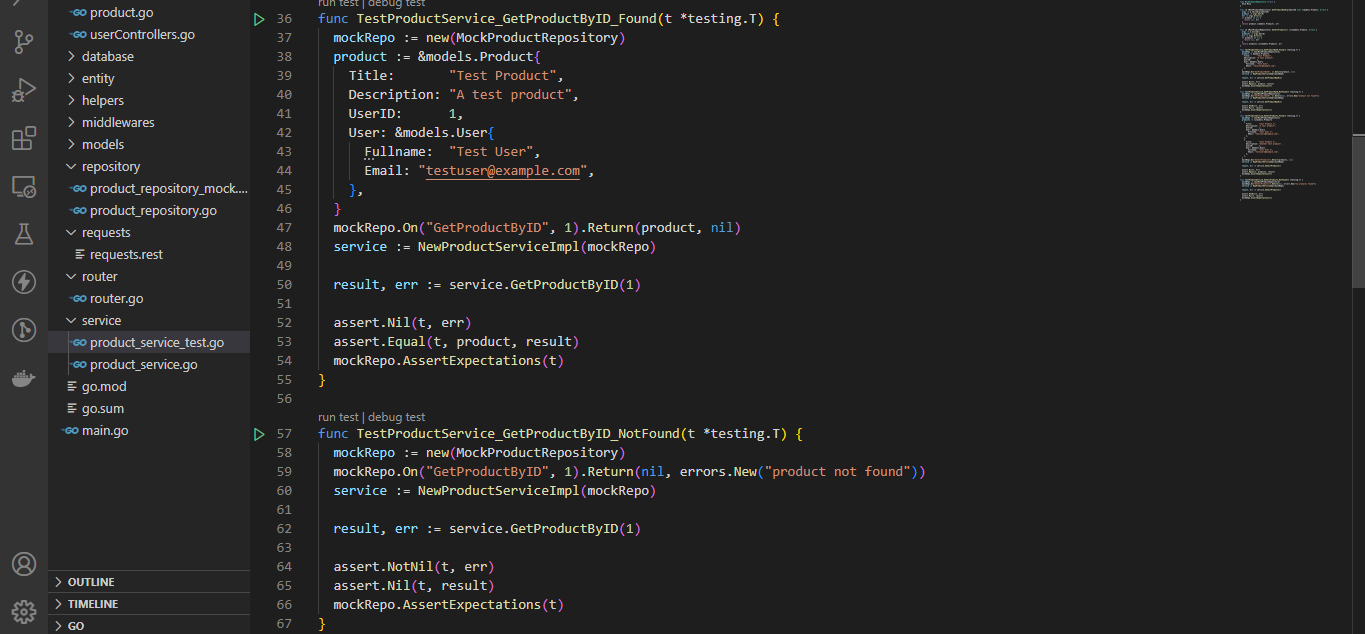 product.go
userControllers.go
database
entity
helpers
middlewares
models
repository
product_repository_mock....
product_repository.go
requests
requests.rest
router
router.go
service
product_service_test.go
product_service.go
go.mod
go.sum
main.go
OUTLINE
TIMELINE
GO
run test | debug test
36 func TestProductService_GetProductByID_Found(t *testing.T) {
37 mockRepo := new(MockProductRepository)
38 product := &models.Product{
39 Title: "Test Product",
40 Description: "A test product",
41 UserID: 1,
42 User: &models.User{
43 Fullname: "Test User",
44 Email: "testuser@example.com",
45 },
46 }
47 mockRepo.On("GetProductByID", 1).Return(product, nil)
48 service := NewProductServiceImpl(mockRepo)
49
50 result, err := service.GetProductByID(1)
51
52 assert.Nil(t, err)
53 assert.Equal(t, product, result)
54 mockRepo.AssertExpectations(t)
55 }
56
run test | debug test
57 func TestProductService_GetProductByID_NotFound(t *testing.T) {
58 mockRepo := new(MockProductRepository)
59 mockRepo.On("GetProductByID", 1).Return(nil, errors.New("product not found"))
60 service := NewProductServiceImpl(mockRepo)
61
62 result, err := service.GetProductByID(1)
63
64 assert.NotNil(t, err)
65 assert.Nil(t, result)
66 mockRepo.AssertExpectations(t)
67 }